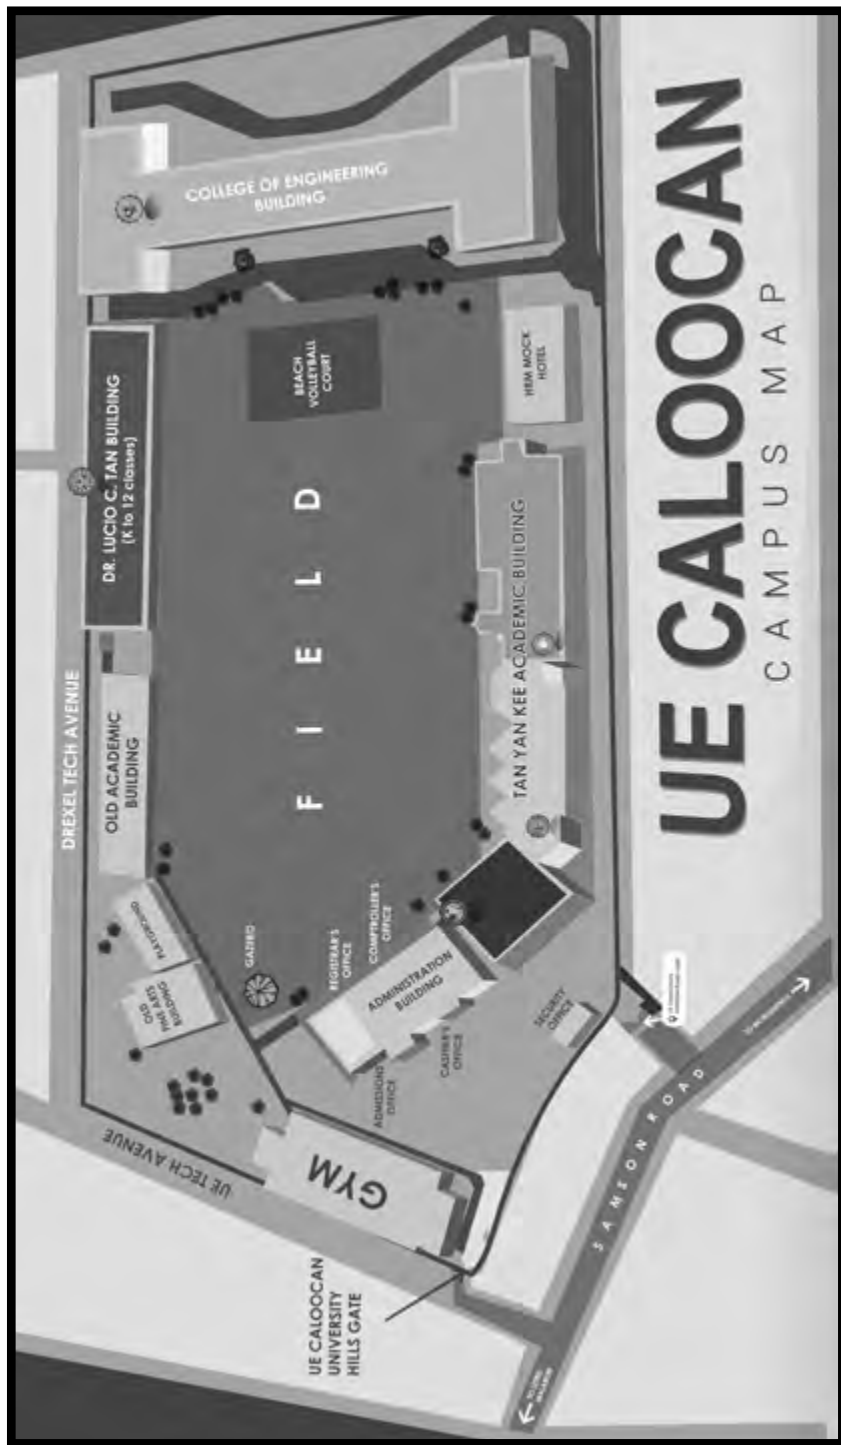 UE CALOOCAN
CAMPUS MAP
COLLEGE OF ENGINEERING
BUILDING
DR. LUCIO C. TAN BUILDING
(K to 12 classes)
BEACH
VOLLEYBALL
COURT
HRM MOCK
HOTEL
FIELD
TAN YAN KEE ACADEMIC BUILDING
DREXEL TECH AVENUE
OLD ACADEMIC
BUILDING
PLAYGROUND
OLD
FINE ARTS
BUILDING
GAZEBO
REGISTRAR'S
OFFICE
COMPTROLLER'S
OFFICE
ADMINISTRATION
BUILDING
SECURITY
OFFICE
CASHIER'S
OFFICE
ADMISSIONS
OFFICE
UE TECH AVENUE
GYM
SAMSON ROAD
UE CALOOCAN
UNIVERSITY
HILLS GATE